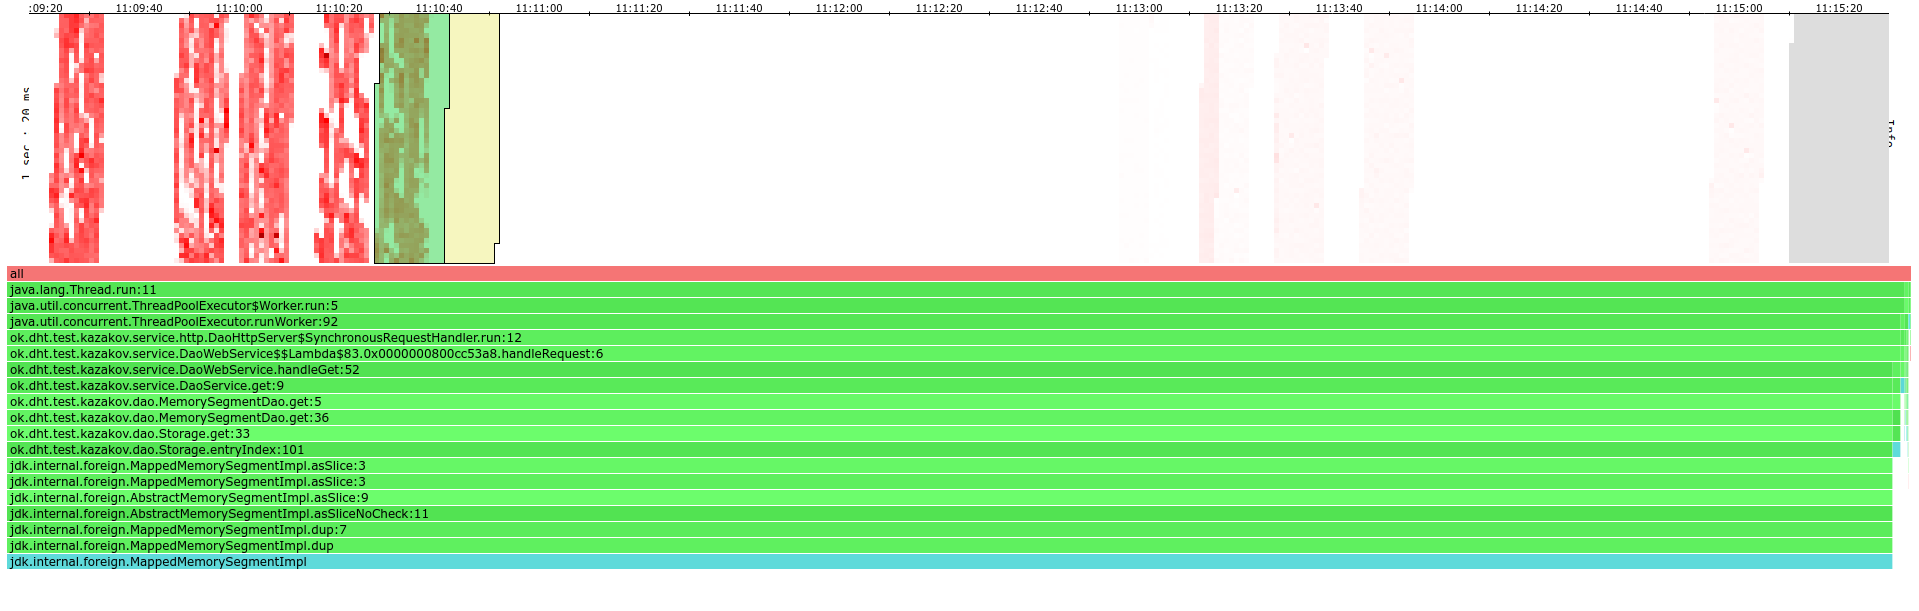 :09:20 11:09:40 11:10:00 11:10:20 11:10:40 11:11:00 11:11:20 11:11:40 11:12:00 11:12:20 11:12:40 11:13:00 11:13:20 11:13:40 11:14:00 11:14:20 11:14:40 11:15:00 11:15:20
1 sec : 20 ms
Info
all
java.lang.Thread.run:11
java.util.concurrent.ThreadPoolExecutor$Worker.run:5
java.util.concurrent.ThreadPoolExecutor.runWorker:92
ok.dht.test.kazakov.service.http.DaoHttpServer$SynchronousRequestHandler.run:12
ok.dht.test.kazakov.service.DaoWebService$$Lambda$83.0x0000000800cc53a8.handleRequest:6
ok.dht.test.kazakov.service.DaoWebService.handleGet:52
ok.dht.test.kazakov.service.DaoService.get:9
ok.dht.test.kazakov.dao.MemorySegmentDao.get:5
ok.dht.test.kazakov.dao.MemorySegmentDao.get:36
ok.dht.test.kazakov.dao.Storage.get:33
ok.dht.test.kazakov.dao.Storage.entryIndex:101
jdk.internal.foreign.MappedMemorySegmentImpl.asSlice:3
jdk.internal.foreign.MappedMemorySegmentImpl.asSlice:3
jdk.internal.foreign.AbstractMemorySegmentImpl.asSlice:9
jdk.internal.foreign.AbstractMemorySegmentImpl.asSliceNoCheck:11
jdk.internal.foreign.MappedMemorySegmentImpl.dup:7
jdk.internal.foreign.MappedMemorySegmentImpl.dup
jdk.internal.foreign.MappedMemorySegmentImpl